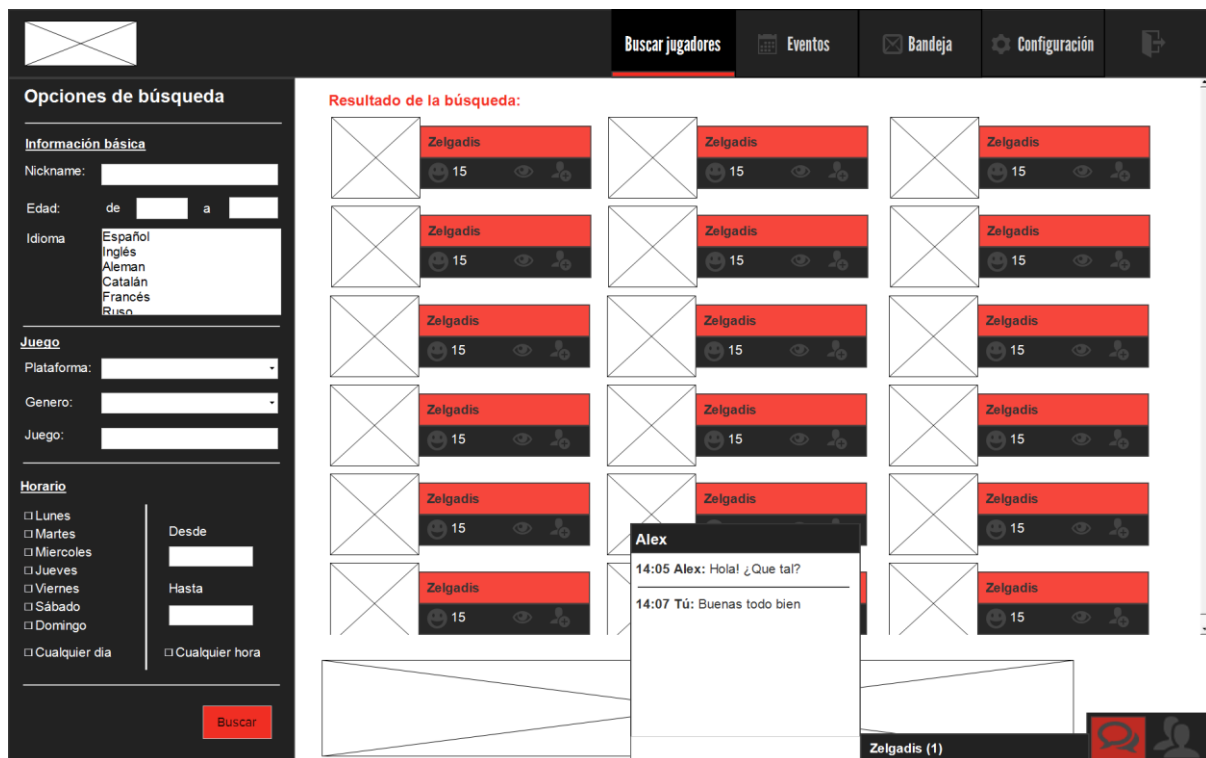 Buscar jugadores
Eventos
Bandeja
Configuración
Opciones de búsqueda
Información básica
Nickname:
Edad: de a
Idioma
Español
Inglés
Aleman
Catalán
Francés
Ruso
Juego
Plataforma:
Genero:
Juego:
Horario
Lunes
Martes
Miercoles
Jueves
Viernes
Sábado
Domingo
Cualquier dia
Desde
Hasta
Cualquier hora
Buscar
Resultado de la búsqueda:
Zelgadis
15
Zelgadis
15
Zelgadis
15
Zelgadis
15
Zelgadis
15
Zelgadis
15
Zelgadis
15
Zelgadis
15
Zelgadis
15
Zelgadis
15
Zelgadis
15
Zelgadis
15
Zelgadis
15
Zelgadis
Zelgadis
15
Zelgadis
15
Zelgadis
15
Alex
14:05 Alex: Hola! ¿Que tal?
14:07 Tú: Buenas todo bien
Zelgadis (1)